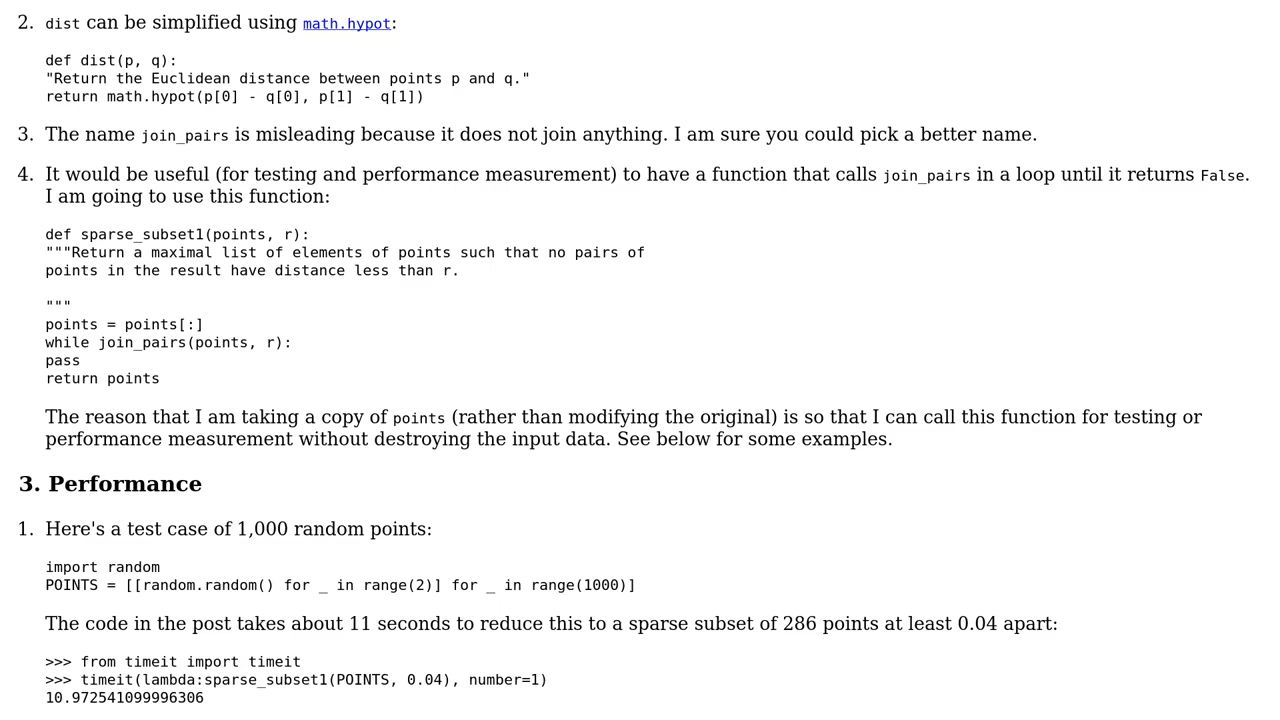 2. dist can be simplified using math.hypot:
def dist(p, q):
"Return the Euclidean distance between points p and q."
return math.hypot(p[0] - q[0], p[1] - q[1])
3. The name join_pairs is misleading because it does not join anything. I am sure you could pick a better name.
4. It would be useful (for testing and performance measurement) to have a function that calls join_pairs in a loop until it returns False.
I am going to use this function:
def sparse_subset1(points, r):
"""Return a maximal list of elements of points such that no pairs of
points in the result have distance less than r.
"""
points = points[:]
while join_pairs(points, r):
pass
return points
The reason that I am taking a copy of points (rather than modifying the original) is so that I can call this function for testing or
performance measurement without destroying the input data. See below for some examples.
3. Performance
1. Here's a test case of 1,000 random points:
import random
POINTS = [[random.random() for _ in range(2)] for _ in range(1000)]
The code in the post takes about 11 seconds to reduce this to a sparse subset of 286 points at least 0.04 apart:
>>> from timeit import timeit
>>> timeit(lambda:sparse_subset1(POINTS, 0.04), number=1)
10.972541099996306